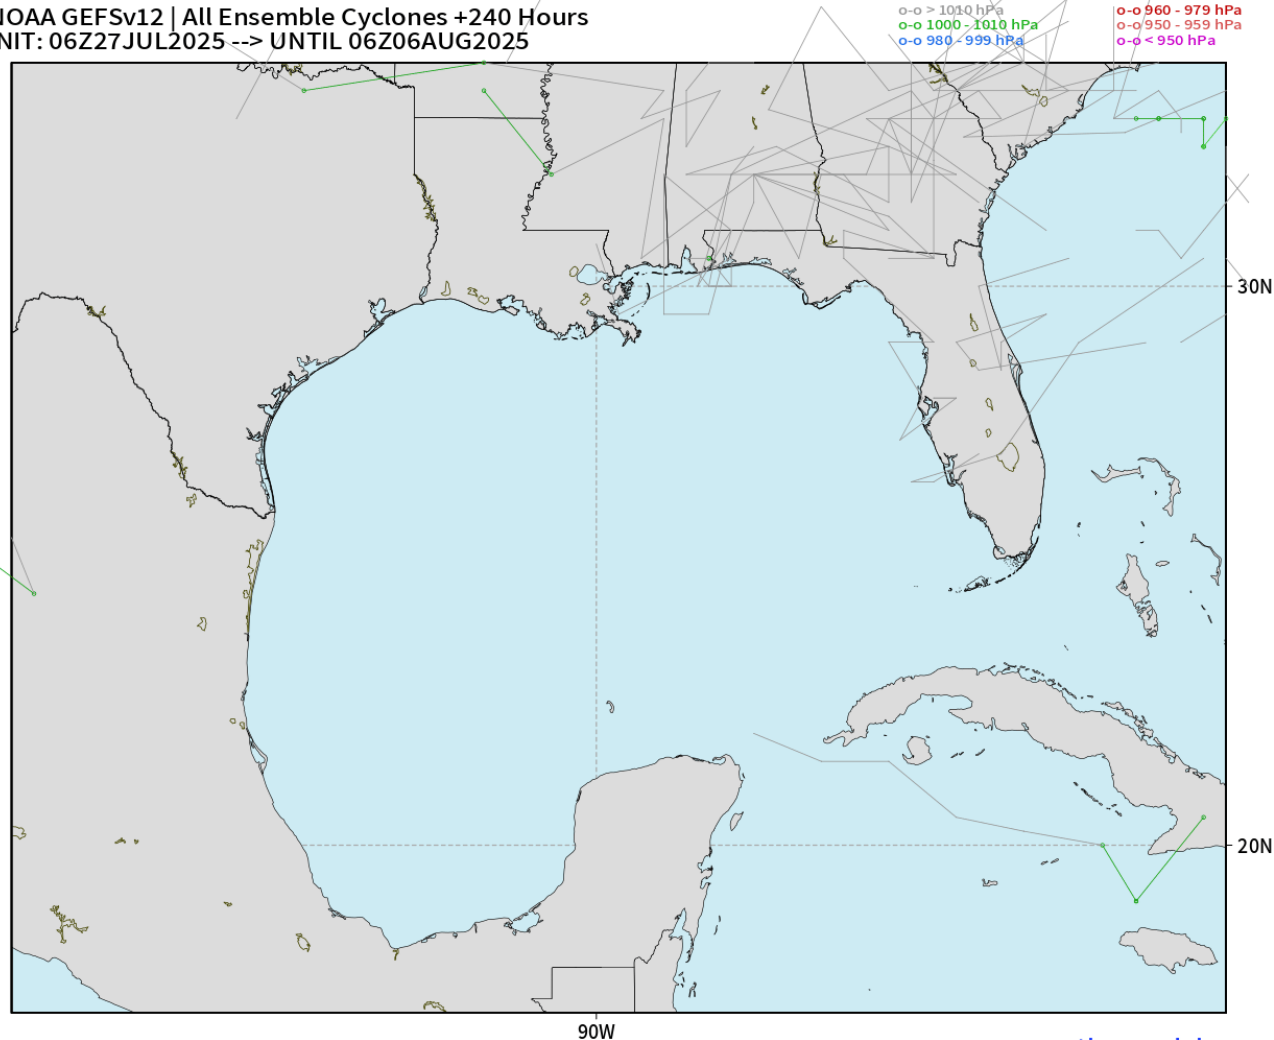 NOAA GEFSv12 | All Ensemble Cyclones +240 Hours
NIT: 06Z27JUL2025 --> UNTIL 06Z06AUG2025
o-o > 1010 hPa
o-o 1000 - 1010 hPa
o-o 980 - 999 hPa
o-o 960 - 979 hPa
o-o 950 - 959 hPa
o-o < 950 hPa
30N
20N
90W